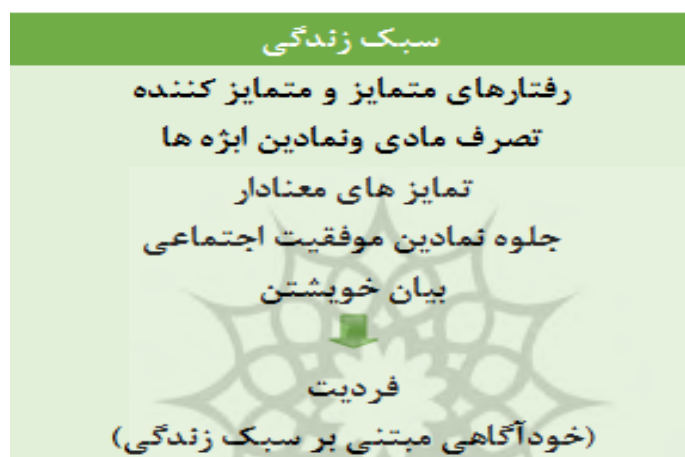 سبک زندگی
رفتارهای متمایز و متمایز کننده
تصرف مادی ونمادین ابژه ها
تمایز های معنادار
جلوه نمادین موفقیت اجتماعی
بیان خویشتن
فردیت
(خودآگاهی مبتنی بر سبک زندگی)